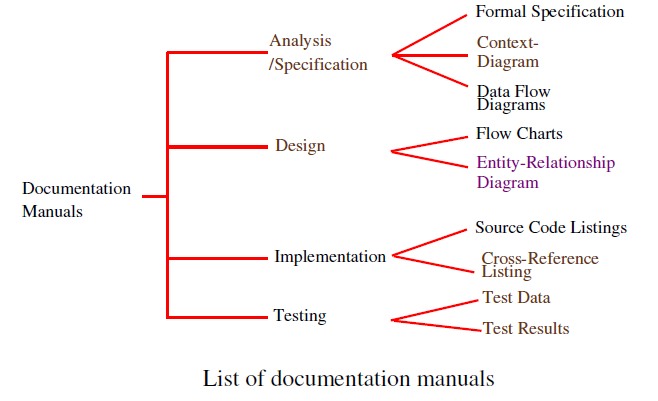 Documentation
Manuals
Analysis
/Specification
Formal Specification
Context-
Diagram
Data Flow
Diagrams
Design
Flow Charts
Entity-Relationship
Diagram
Implementation
Source Code Listings
Cross-Reference
Listing
Testing
Test Data
Test Results
List of documentation manuals